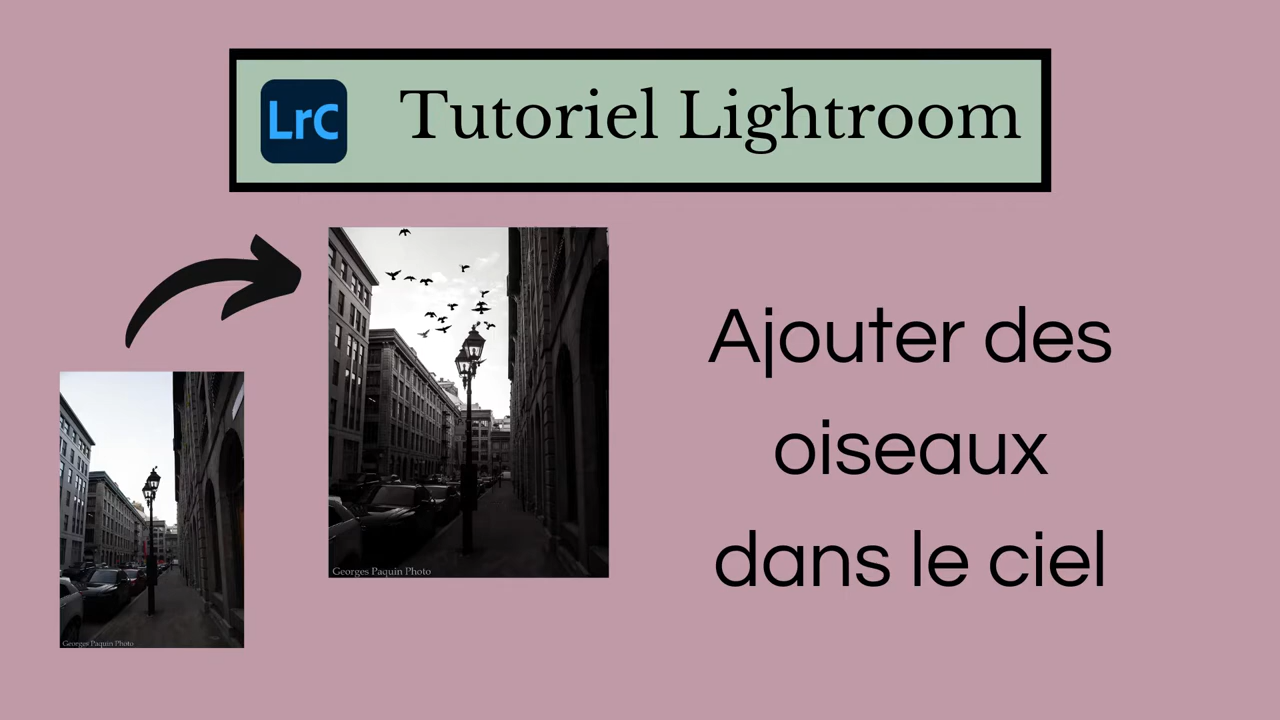 LrC Tutoriel Lightroom
Ajouter des
oiseaux
dans le ciel
Georges Paquin Photo
Georges Paquin Photo